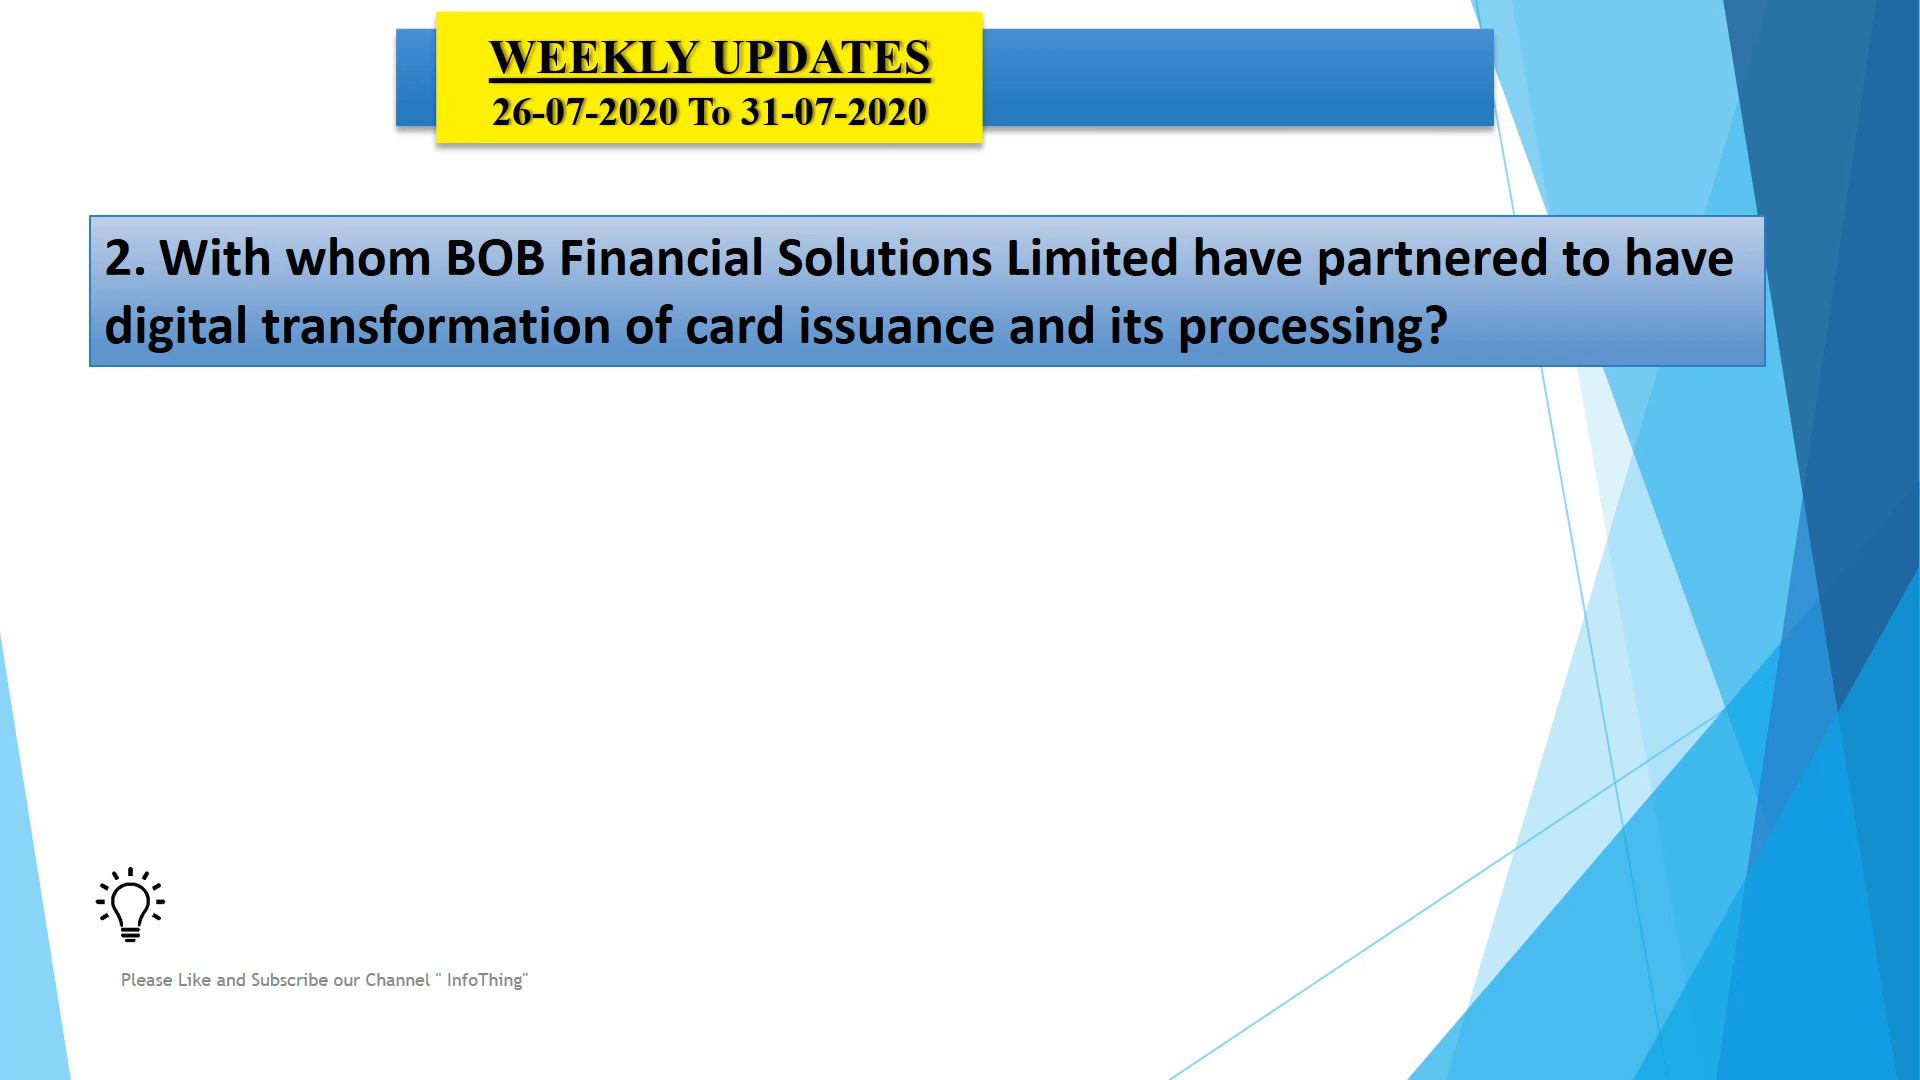 WEEKLY UPDATES
26-07-2020 To 31-07-2020
2. With whom BOB Financial Solutions Limited have partnered to have
digital transformation of card issuance and its processing?
Please Like and Subscribe our Channel " InfoThing"